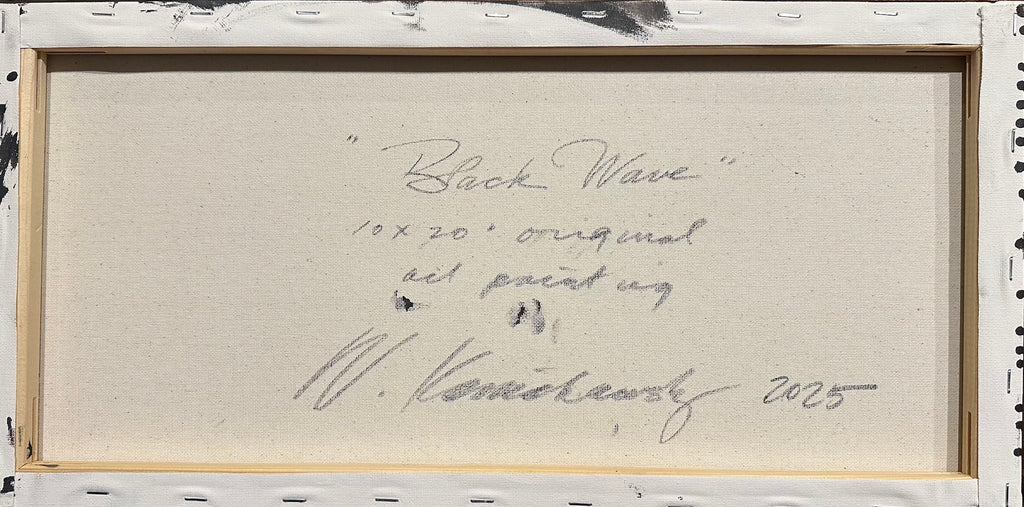 "Black Wave"
10 x 20" original
oil painting
W. 2025